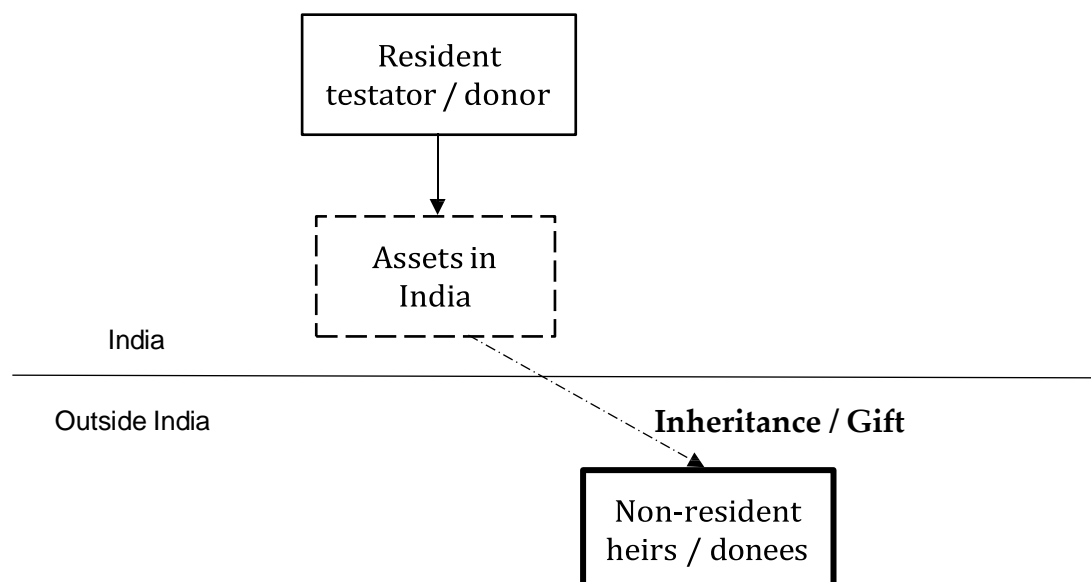 Resident
testator / donor
Assets in
India
India
Outside India
Inheritance / Gift
Non-resident
heirs / donees